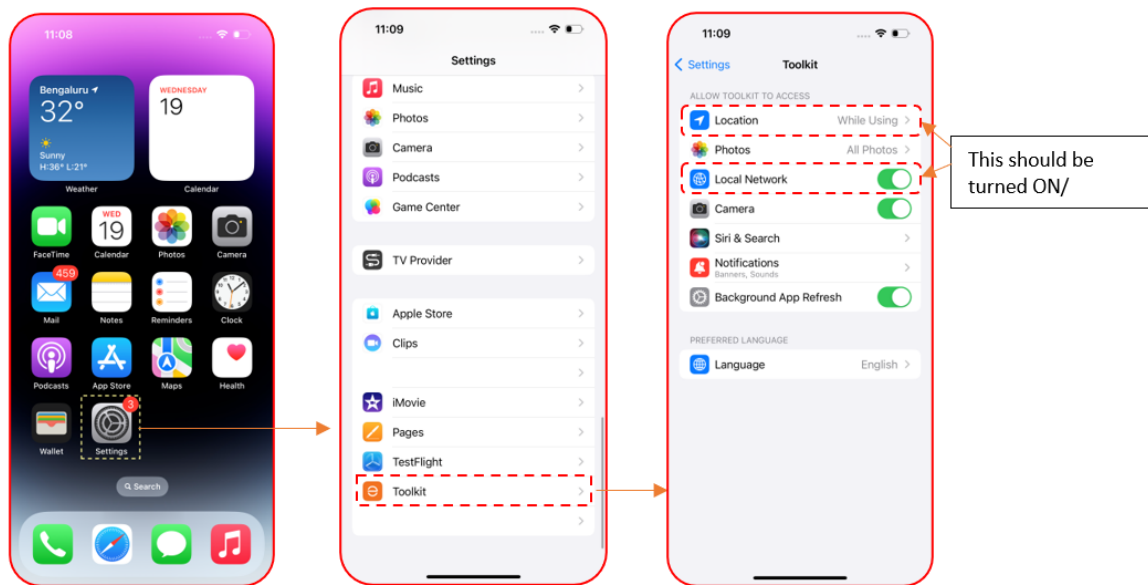 11:08
Bengaluru
32°
Sunny
H:36° L:21°
Weather
WEDNESDAY
19
Calendar
FaceTime
WED
19
Calendar
Photos
Camera
459
Mail
Notes
Reminders
Clock
Podcasts
App Store
Maps
Health
Wallet
3
Settings
Search
11:09
Settings
Music
Photos
Camera
Podcasts
Game Center
TV Provider
Apple Store
Clips
iMovie
Pages
TestFlight
Toolkit
11:09
Settings
Toolkit
ALLOW TOOLKIT TO ACCESS
Location While Using
Photos All Photos
Local Network
Camera
Siri & Search
Notifications
Banners, Sounds
Background App Refresh
PREFERRED LANGUAGE
Language English
This should be
turned ON/